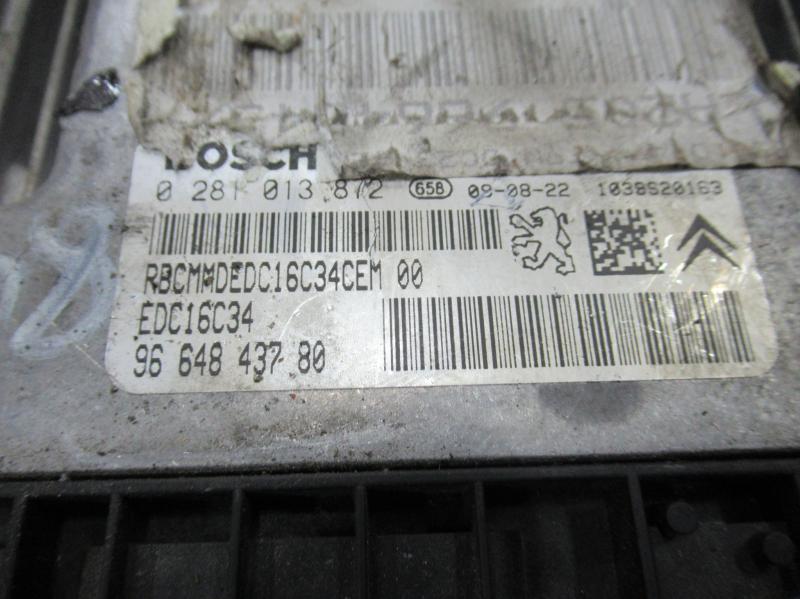 BOSCH
0 281 013 872 658 09-08-22 1038S20163
RBCMMDEDC16C34CEM 00
EDC16C34
96 648 437 80